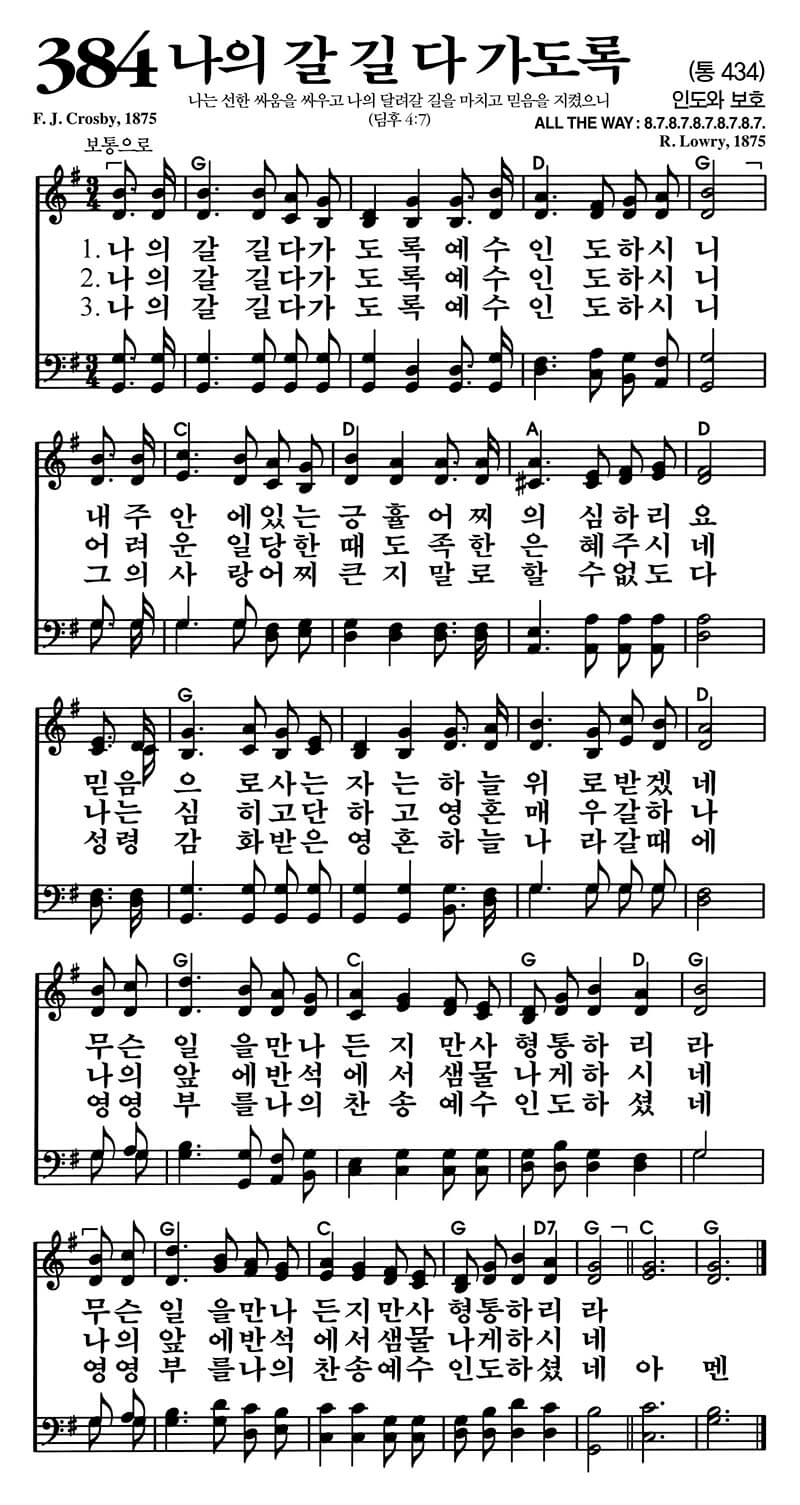 384 나의 갈 길 다 가도록
(통 434)
나는 선한 싸움을 싸우고 나의 달려갈 길을 마치고 믿음을 지켰으니
인도와 보호
F. J. Crosby, 1875
(딤후 4:7)
ALL THE WAY : 8.7.8.7.8.7.8.7.8.7.
R. Lowry, 1875
보통으로
G D G
1. 나 의 갈 길다가 도 록 예 수 인 도하시 니
2. 나 의 갈 길다가 도 록 예 수 인 도하시 니
3. 나 의 갈 길다가 도 록 예 수 인 도하시 니
C D A D
내 주 안 에있는 긍 휼 어 찌 의 심하리 요
어 려 운 일당한 때 도 족 한 은 혜주시 네
그 의 사 랑어찌 큰 지 말 로 할 수없도 다
G D
믿 음 으 로사는 자 는 하 늘 위 로받겠 네
나 는 심 히고단 하 고 영 혼 매 우갈하 나
성 령 감 화받은 영 혼 하 늘 나 라갈때 에
G C G D G
무 슨 일 을만나 든 지 만사 형통하 리 라
나 의 앞 에반석 에 서 샘물 나게하 시 네
영 영 부 를나의 찬 송 예수 인도하 셨 네
G C G D7 G C G
무 슨 일 을만나 든지만사 형통하리 라
나 의 앞 에반석 에서샘물 나게하시 네
영 영 부 를나의 찬송예수 인도하셨 네 아 멘